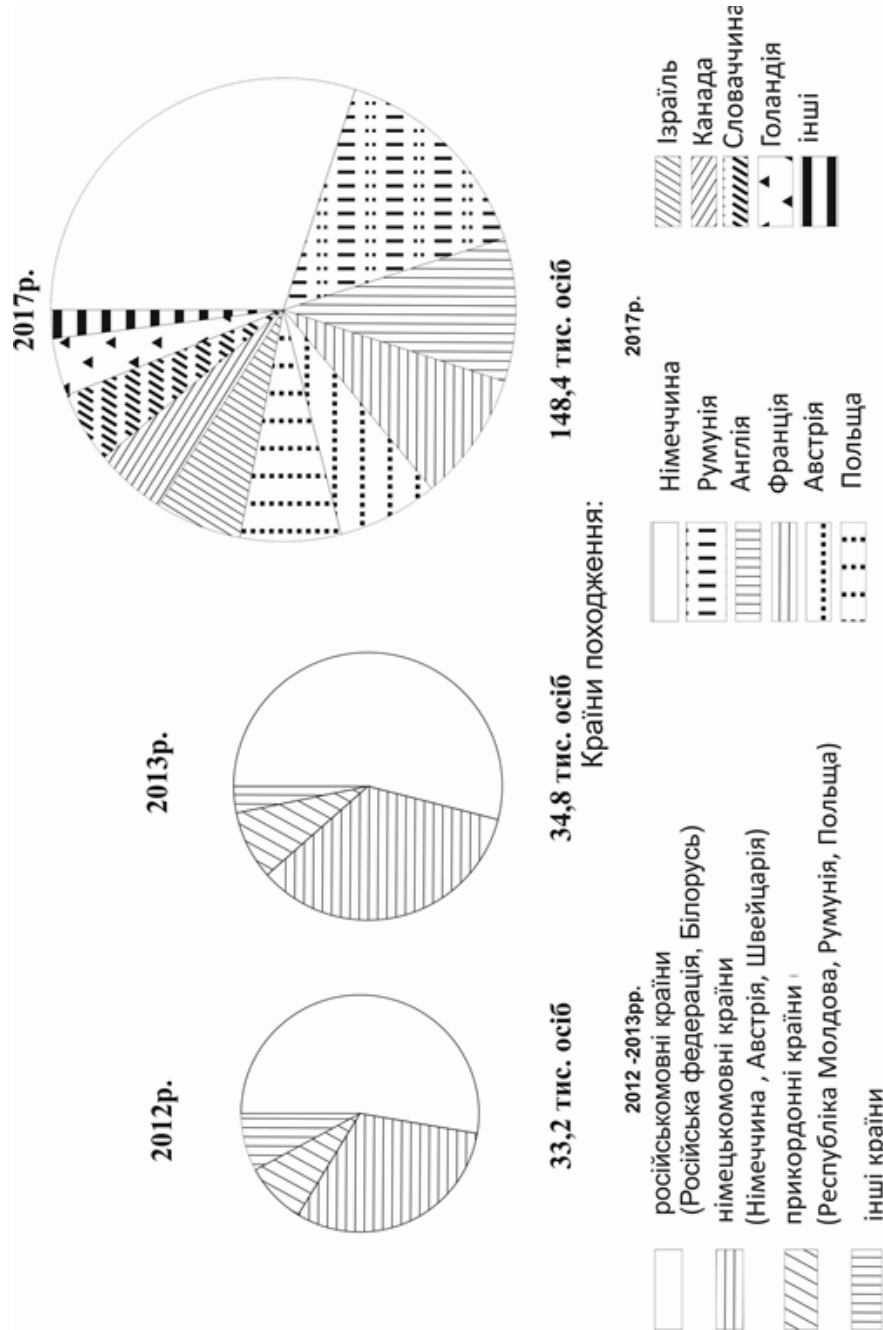 2012р.
2013р.
2017р.
33,2 тис. осіб
34,8 тис. осіб
148,4 тис. осіб
Країни походження:
2012 -2013рр.
російськомовні країни
(Російська федерація, Білорусь)
німецькомовні країни
(Німеччина , Австрія, Швейцарія)
прикордонні країни
(Республіка Молдова, Румунія, Польща)
інші країни
2017р.
Німеччина
Румунія
Англія
Франція
Австрія
Польща
Ізраїль
Канада
Словаччина
Голандія
інші